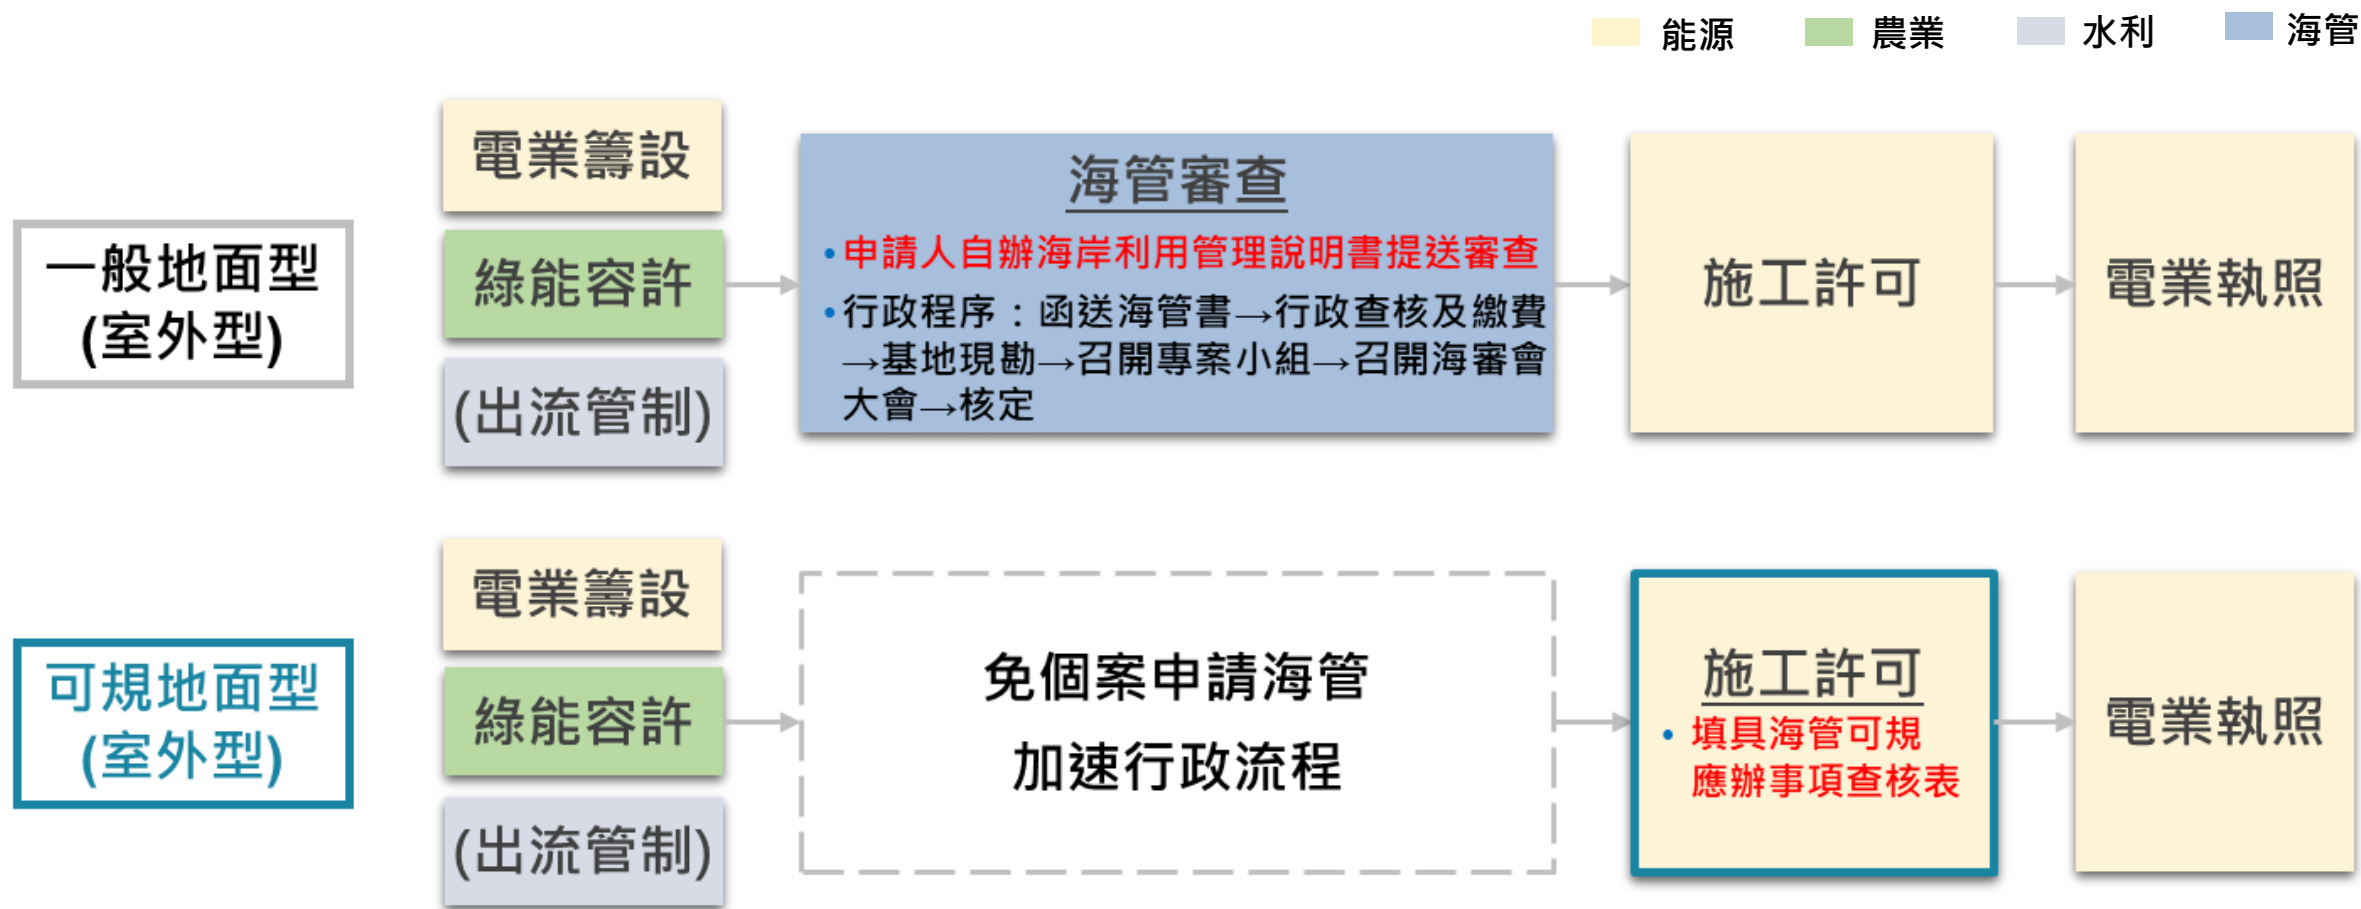 能源
農業
水利
海管
一般地面型
(室外型)
電業籌設
綠能容許
(出流管制)
海管審查
•申請人自辦海岸利用管理說明書提送審查
•行政程序：函送海管書→行政查核及繳費
→基地現勘→召開專案小組→召開海審會
大會→核定
施工許可
電業執照
可規地面型
(室外型)
電業籌設
綠能容許
(出流管制)
免個案申請海管
加速行政流程
施工許可
• 填具海管可規
應辦事項查核表
電業執照